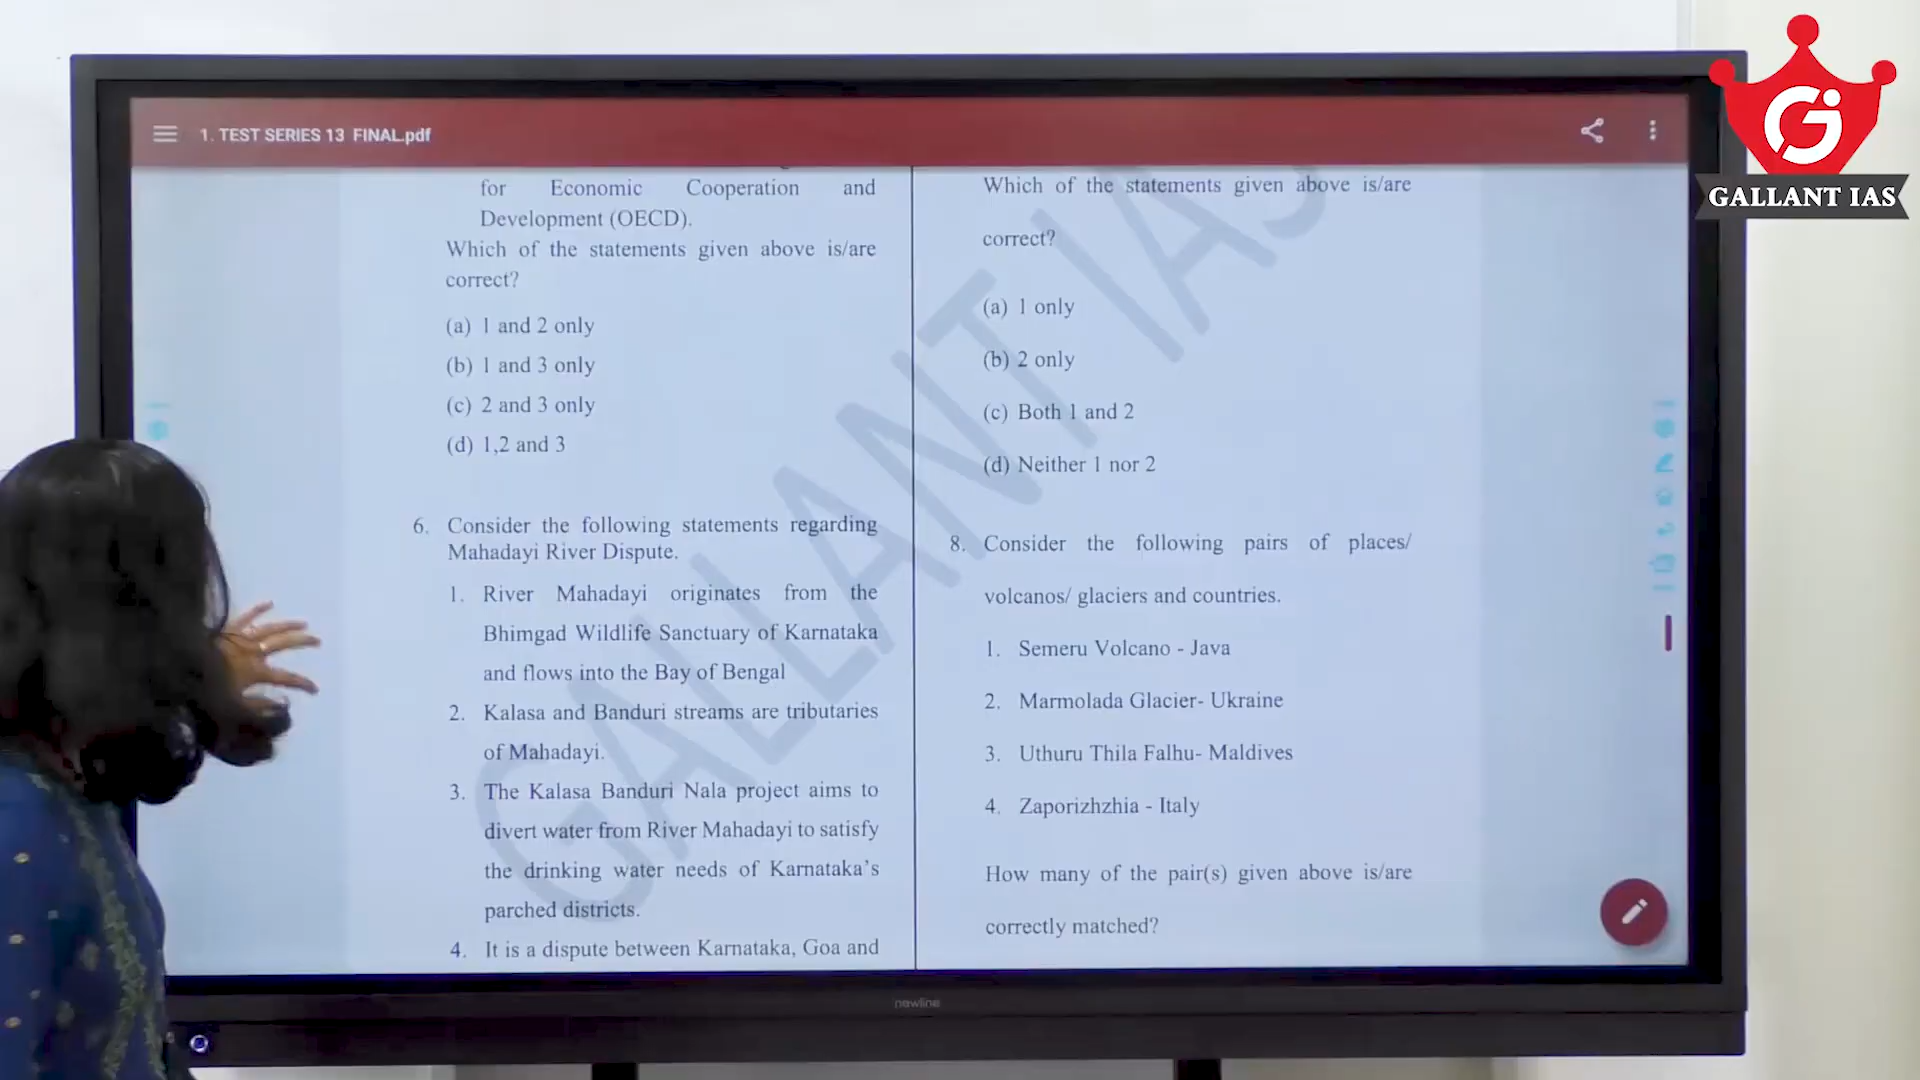 1. TEST SERIES 13 FINAL.pdf
GALLANT IAS
for Economic Cooperation and
Development (OECD).
Which of the statements given above is/are
correct?
(a) 1 and 2 only
(b) 1 and 3 only
(c) 2 and 3 only
(d) 1,2 and 3
6. Consider the following statements regarding
Mahadayi River Dispute.
1. River Mahadayi originates from the
Bhimgad Wildlife Sanctuary of Karnataka
and flows into the Bay of Bengal
2. Kalasa and Banduri streams are tributaries
of Mahadayi.
3. The Kalasa Banduri Nala project aims to
divert water from River Mahadayi to satisfy
the drinking water needs of Karnataka's
parched districts.
4. It is a dispute between Karnataka, Goa and
Which of the statements given above is/are
correct?
(a) 1 only
(b) 2 only
(c) Both 1 and 2
(d) Neither 1 nor 2
8. Consider the following pairs of places/
volcanos/ glaciers and countries.
1. Semeru Volcano - Java
2. Marmolada Glacier- Ukraine
3. Uthuru Thila Falhu- Maldives
4. Zaporizhzhia - Italy
How many of the pair(s) given above is/are
correctly matched?
GALLANT IAS
newline